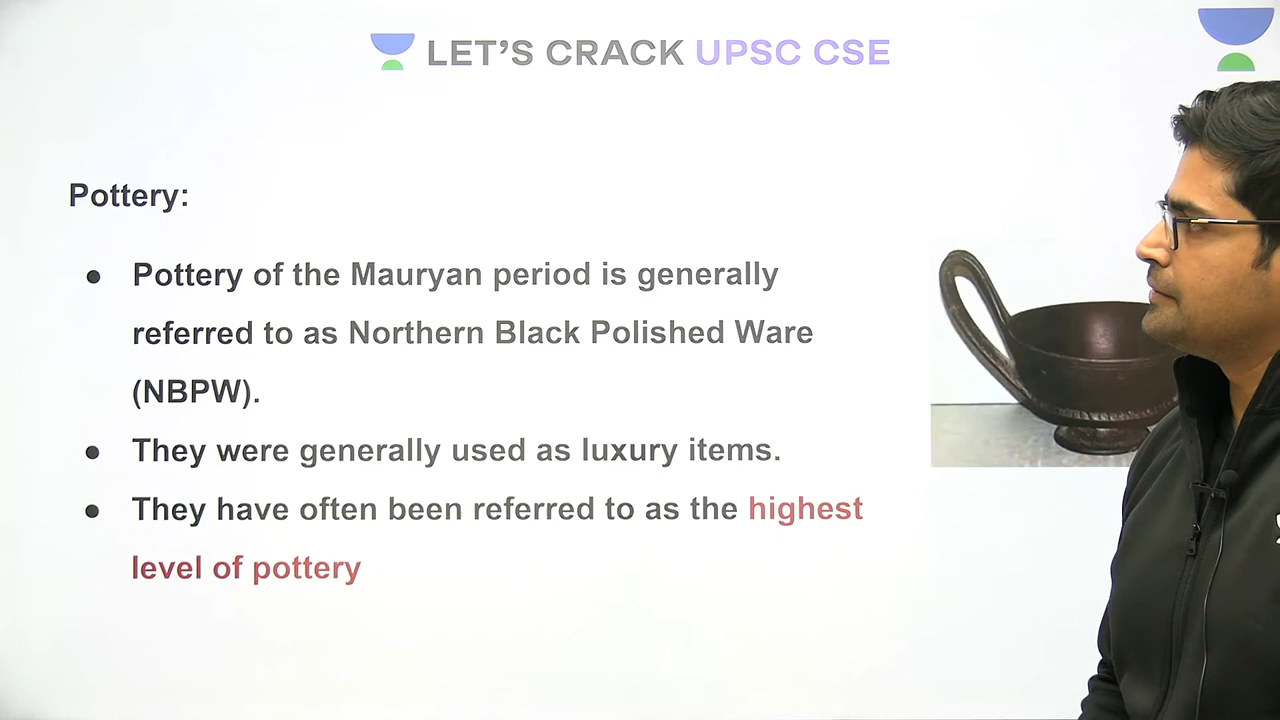 LET'S CRACK UPSC CSE
Pottery:
● Pottery of the Mauryan period is generally
referred to as Northern Black Polished Ware
(NBPW).
● They were generally used as luxury items.
● They have often been referred to as the highest
level of pottery